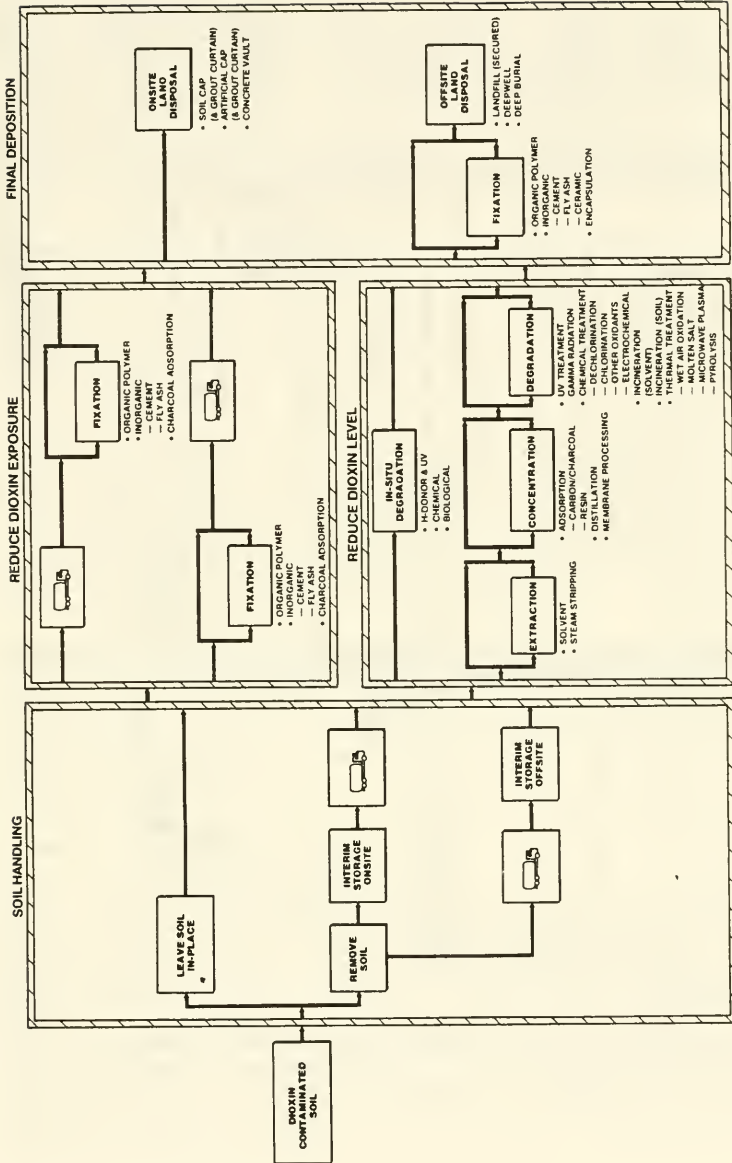 DIOXIN
CONTAMINATED
SOIL
SOIL HANDLING
LEAVE SOIL
IN-PLACE
REMOVE
SOIL
INTERIM
STORAGE
ONSITE
INTERIM
STORAGE
OFFSITE
REDUCE DIOXIN EXPOSURE
FIXATION
• ORGANIC POLYMER
• INORGANIC
— CEMENT
— FLY ASH
• CHARCOAL ADSORPTION
FIXATION
• ORGANIC POLYMER
• INORGANIC
— CEMENT
— FLY ASH
• CHARCOAL ADSORPTION
REDUCE DIOXIN LEVEL
IN-SITU
DEGRADATION
• H-DONOR & UV
• CHEMICAL
• BIOLOGICAL
EXTRACTION
• SOLVENT
• STEAM STRIPPING
CONCENTRATION
• ADSORPTION
— CARBON/CHARCOAL
— RESIN
• DISTILLATION
• MEMBRANE PROCESSING
DEGRADATION
• UV TREATMENT
• GAMMA RADIATION
• CHEMICAL TREATMENT
— DECHLORINATION
— CHLORINATION
— OTHER OXIDANTS
— ELECTROCHEMICAL
• INCINERATION
(SOLVENT)
• INCINERATION (SOIL)
• THERMAL TREATMENT
— WET AIR OXIDATION
— MOLTEN SALT
— MICROWAVE PLASMA
— PYROLYSIS
FINAL DEPOSITION
ONSITE
LAND
DISPOSAL
• SOIL CAP
(& GROUT CURTAIN)
• ARTIFICIAL CAP
(& GROUT CURTAIN)
• CONCRETE VAULT
FIXATION
• ORGANIC POLYMER
• INORGANIC
— CEMENT
— FLY ASH
— CERAMIC
• ENCAPSULATION
OFFSITE
LAND
DISPOSAL
• LANDFILL (SECURED)
• DEEPWELL
• DEEP BURIAL